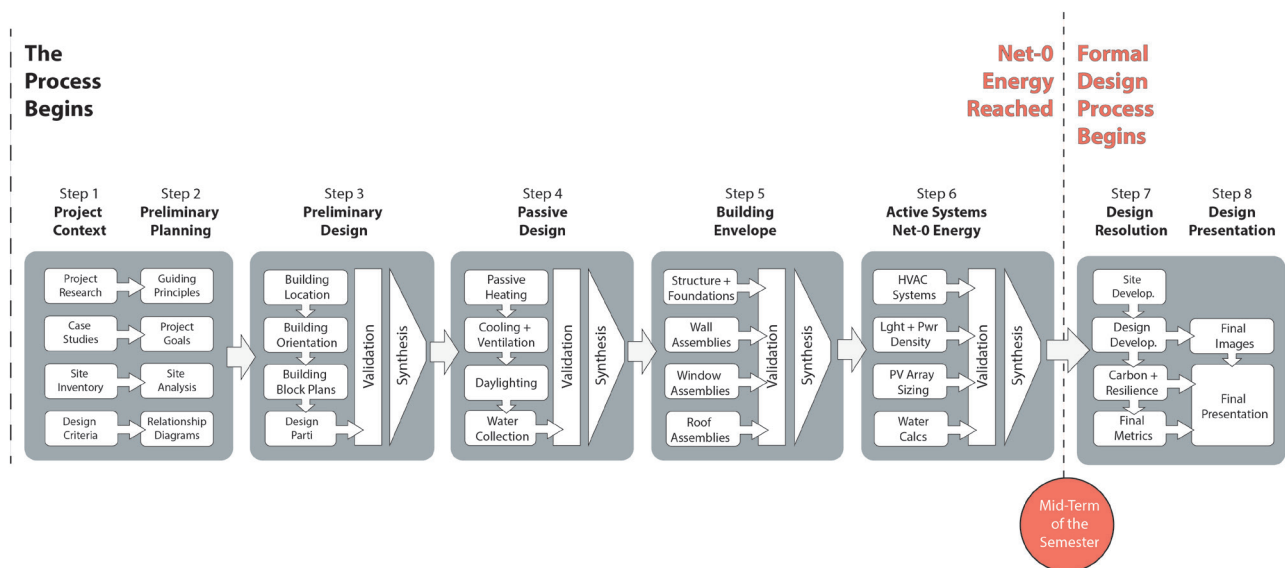 The
Process
Begins
Net-0
Energy
Reached
Formal
Design
Process
Begins
Step 1
Project
Context
Step 2
Preliminary
Planning
Step 3
Preliminary
Design
Step 4
Passive
Design
Step 5
Building
Envelope
Step 6
Active Systems
Net-0 Energy
Step 7
Design
Resolution
Step 8
Design
Presentation
Project
Research
Guiding
Principles
Case
Studies
Project
Goals
Site
Inventory
Site
Analysis
Design
Criteria
Relationship
Diagrams
Building
Location
Building
Orientation
Building
Block Plans
Design
Parti
Validation
Synthesis
Passive
Heating
Cooling +
Ventilation
Daylighting
Water
Collection
Validation
Synthesis
Structure +
Foundations
Wall
Assemblies
Window
Assemblies
Roof
Assemblies
Validation
Synthesis
HVAC
Systems
Lght + Pwr
Density
PV Array
Sizing
Water
Calcs
Validation
Synthesis
Site
Develop.
Design
Develop.
Carbon +
Resilience
Final
Metrics
Final
Images
Final
Presentation
Mid-Term
of the
Semester